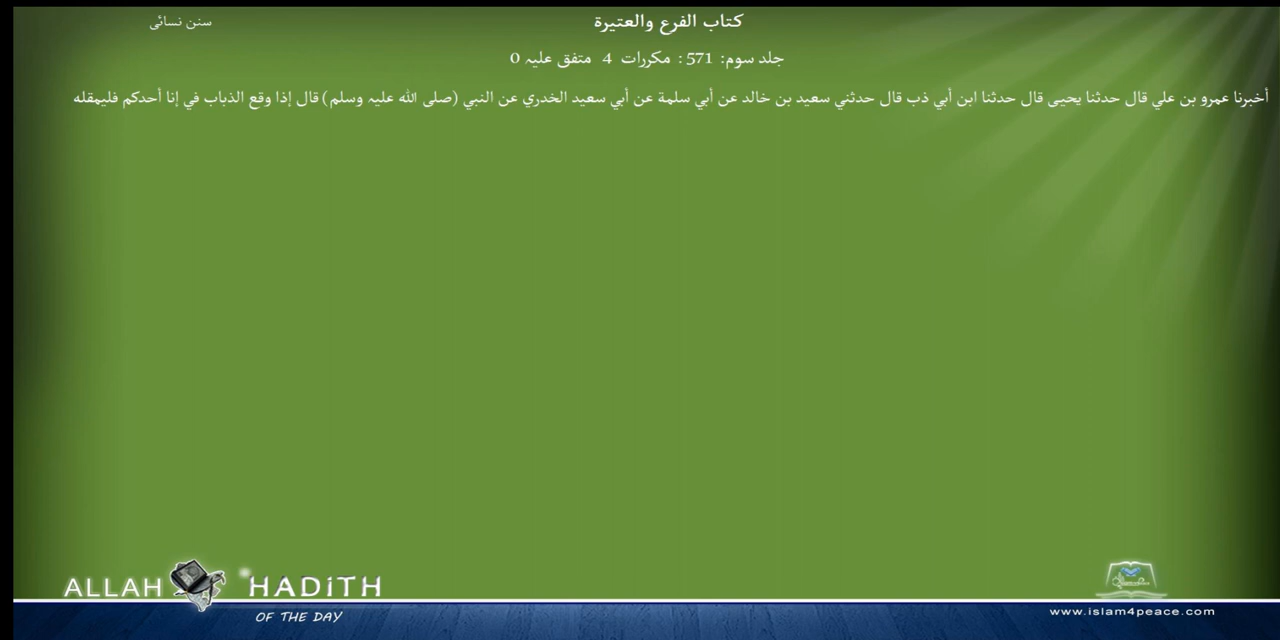 سنن نسائی
كتاب الفرع والعتيرة
جلد سوم: 571 : مکررات 4 متفق علیہ 0
أخبرنا عمرو بن علي قال حدثنا يحيى قال حدثنا ابن أبي ذب قال حدثني سعيد بن خالد عن أبي سلمة عن أبي سعيد الخدري عن النبي (صلى الله عليہ وسلم) قال إذا وقع الذباب في إنا أحدكم فليمقله
ALLAH HADITH
OF THE DAY
www.islam4peace.com